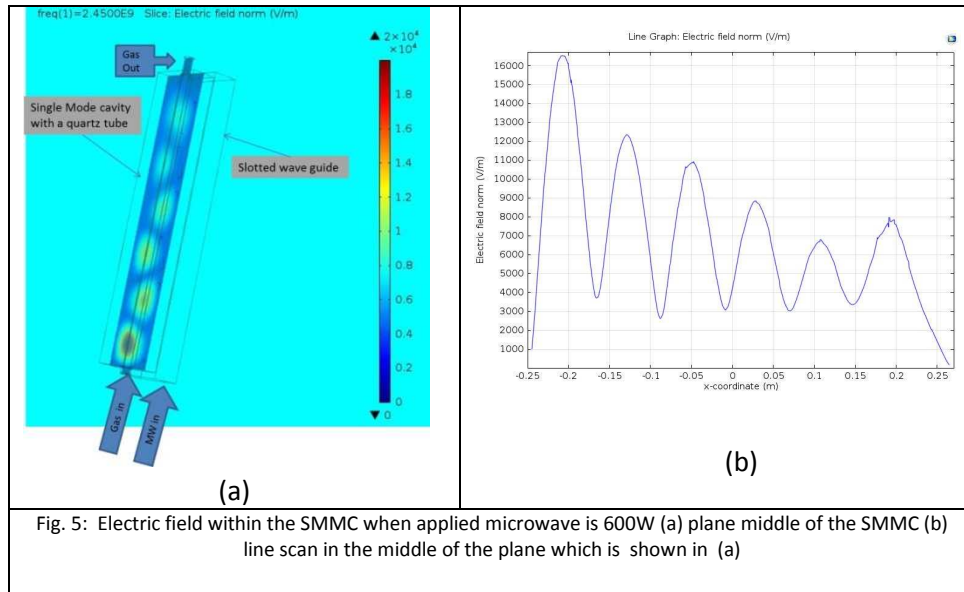 freq(1)=2.4500E9 Slice: Electric field norm (V/m)
▲ 2×10⁴
×10⁴
Gas
Out
1.8
Single Mode cavity
with a quartz tube
1.6
1.4
Slotted wave guide
1.2
1
0.8
0.6
0.4
0.2
0
▼ 0
Gas in
MW in
(a)
Line Graph: Electric field norm (V/m)
Electric field norm (V/m)
16000
15000
14000
13000
12000
11000
10000
9000
8000
7000
6000
5000
4000
3000
2000
1000
-0.25 -0.2 -0.15 -0.1 -0.05 0 0.05 0.1 0.15 0.2 0.25
x-coordinate (m)
(b)
Fig. 5: Electric field within the SMMC when applied microwave is 600W (a) plane middle of the SMMC (b)
line scan in the middle of the plane which is shown in (a)